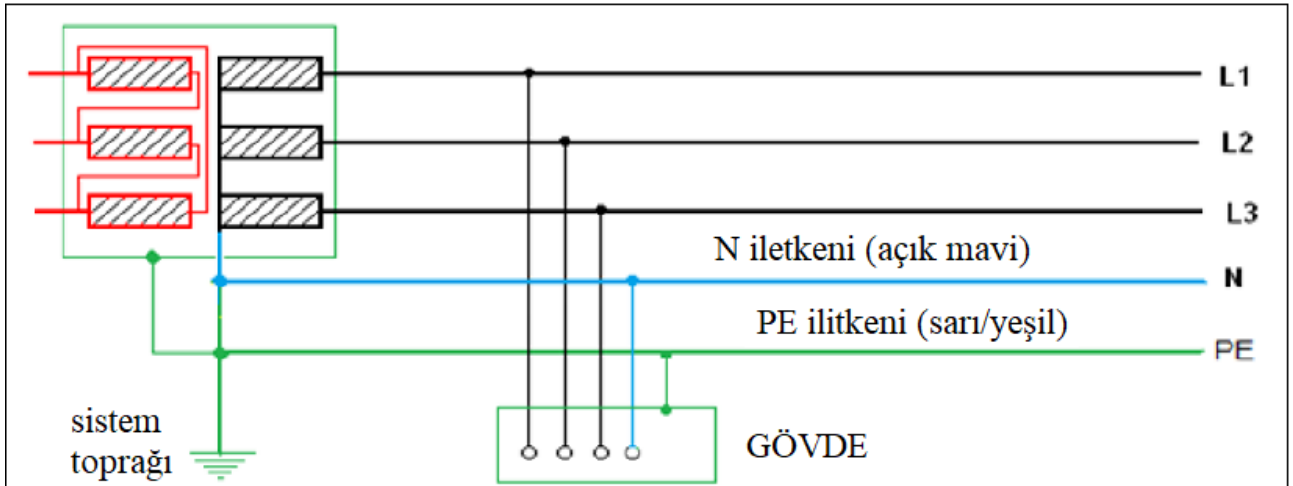 L1
L2
L3
N iletkeni (açık mavi)
N
PE ilitkeni (sarı/yeşil)
PE
sistem
toprağı
GÖVDE